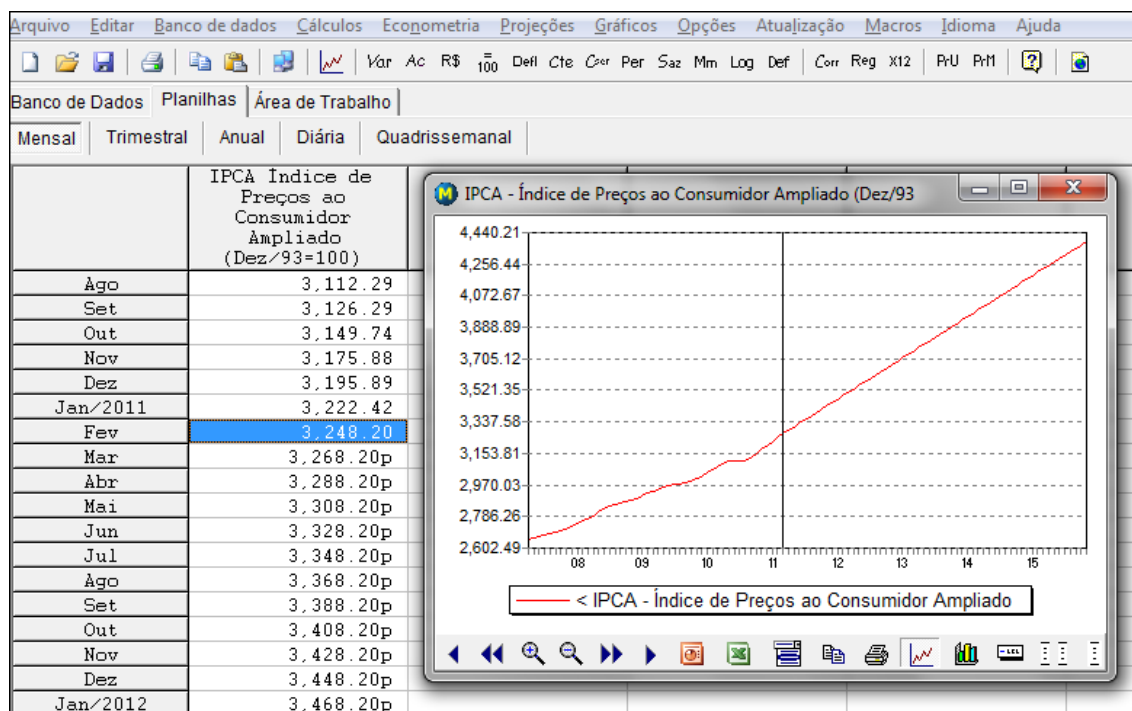 Arquivo Editar Banco de dados Cálculos Econometria Projeções Gráficos Opções Atualização Macros Idioma Ajuda
Var Ac R$ 100 Defl Cte Per Saz Mm Log Def Corr Reg X12 PrU PrM
Banco de Dados Planilhas Área de Trabalho
Mensal Trimestral Anual Diária Quadrissemanal
IPCA Índice de
Preços ao
Consumidor
Ampliado
(Dez/93=100)
Ago 3,112.29
Set 3,126.29
Out 3,149.74
Nov 3,175.88
Dez 3,195.89
Jan/2011 3,222.42
Fev 3,248.20
Mar 3,268.20p
Abr 3,288.20p
Mai 3,308.20p
Jun 3,328.20p
Jul 3,348.20p
Ago 3,368.20p
Set 3,388.20p
Out 3,408.20p
Nov 3,428.20p
Dez 3,448.20p
Jan/2012 3,468.20p
IPCA - Índice de Preços ao Consumidor Ampliado (Dez/93
4,440.21
4,256.44
4,072.67
3,888.89
3,705.12
3,521.35
3,337.58
3,153.81
2,970.03
2,786.26
2,602.49
08 09 10 11 12 13 14 15
< IPCA - Índice de Preços ao Consumidor Ampliado